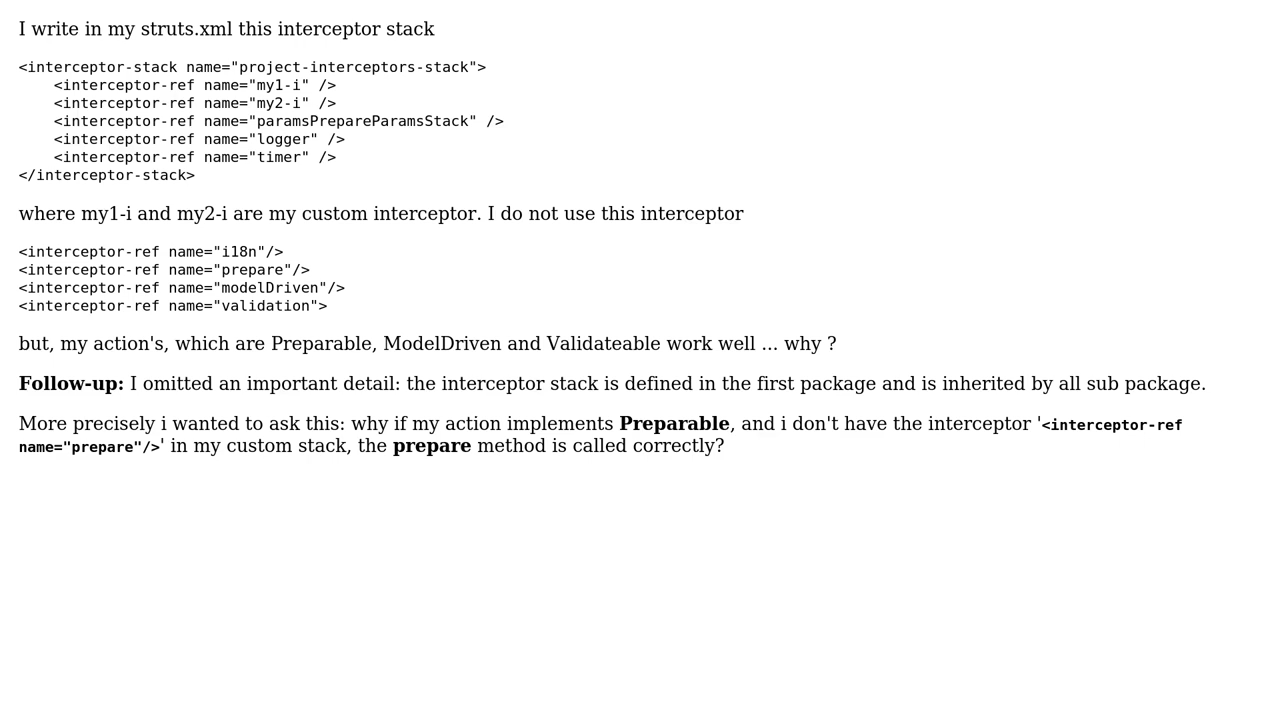 I write in my struts.xml this interceptor stack
<interceptor-stack name="project-interceptors-stack">
    <interceptor-ref name="my1-i" />
    <interceptor-ref name="my2-i" />
    <interceptor-ref name="paramsPrepareParamsStack" />
    <interceptor-ref name="logger" />
    <interceptor-ref name="timer" />
</interceptor-stack>
where my1-i and my2-i are my custom interceptor. I do not use this interceptor
<interceptor-ref name="i18n"/>
<interceptor-ref name="prepare"/>
<interceptor-ref name="modelDriven"/>
<interceptor-ref name="validation">
but, my action's, which are Preparable, ModelDriven and Validateable work well ... why ?
Follow-up: I omitted an important detail: the interceptor stack is defined in the first package and is inherited by all sub package.
More precisely i wanted to ask this: why if my action implements Preparable, and i don't have the interceptor '<interceptor-ref
name="prepare"/>' in my custom stack, the prepare method is called correctly?